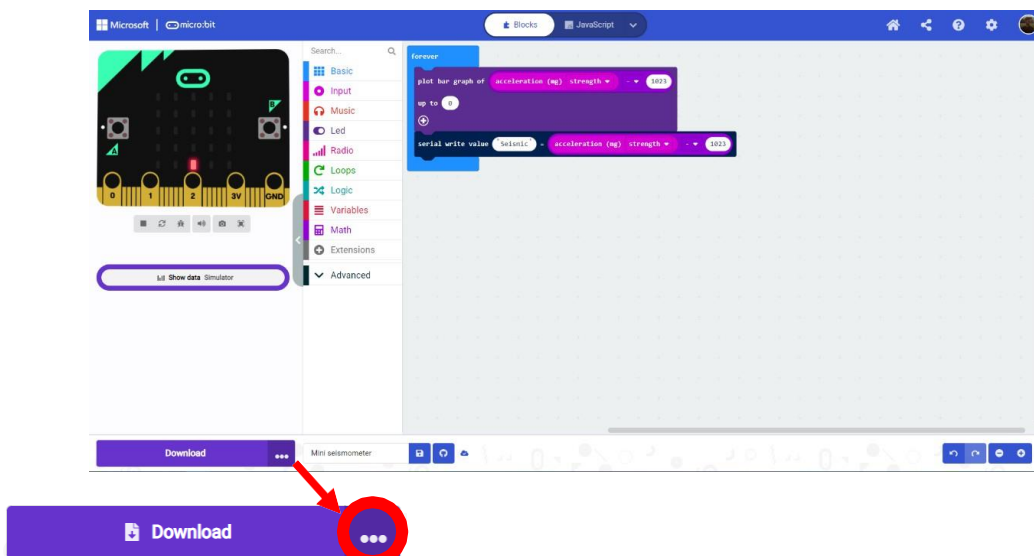 Microsoft | micro:bit Blocks JavaScript
Search...
Basic
Input
Music
Led
Radio
Loops
Logic
Variables
Math
Extensions
Advanced
forever
plot bar graph of acceleration (mg) strength - 1023
up to 0
serial write value "Seismic" = acceleration (mg) strength - 1023
A
B
0 1 2 3V GND
Show data Simulator
Download ••• Mini seismometer
Download •••